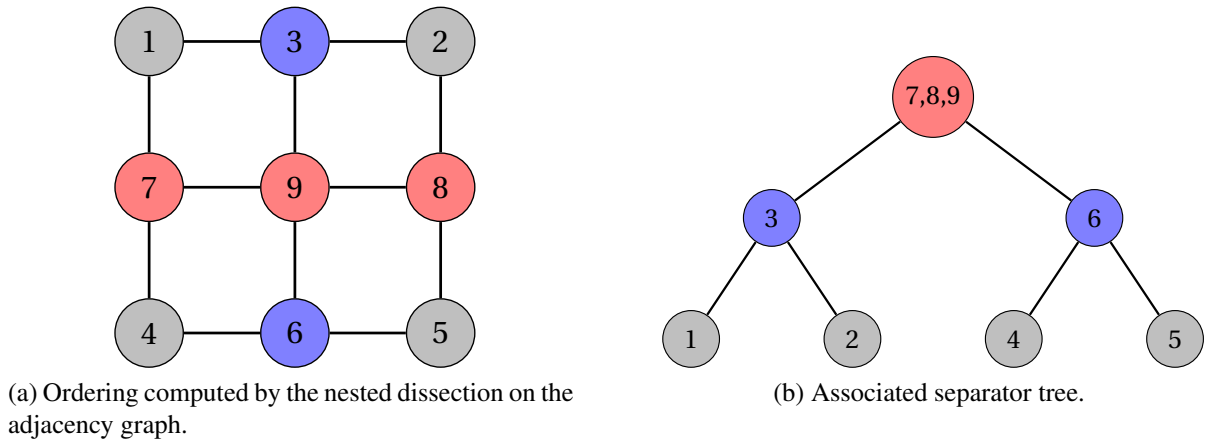 1 3 2
7,8,9
7 9 8
3 6
4 6 5
1 2 4 5
(a) Ordering computed by the nested dissection on the
adjacency graph.
(b) Associated separator tree.